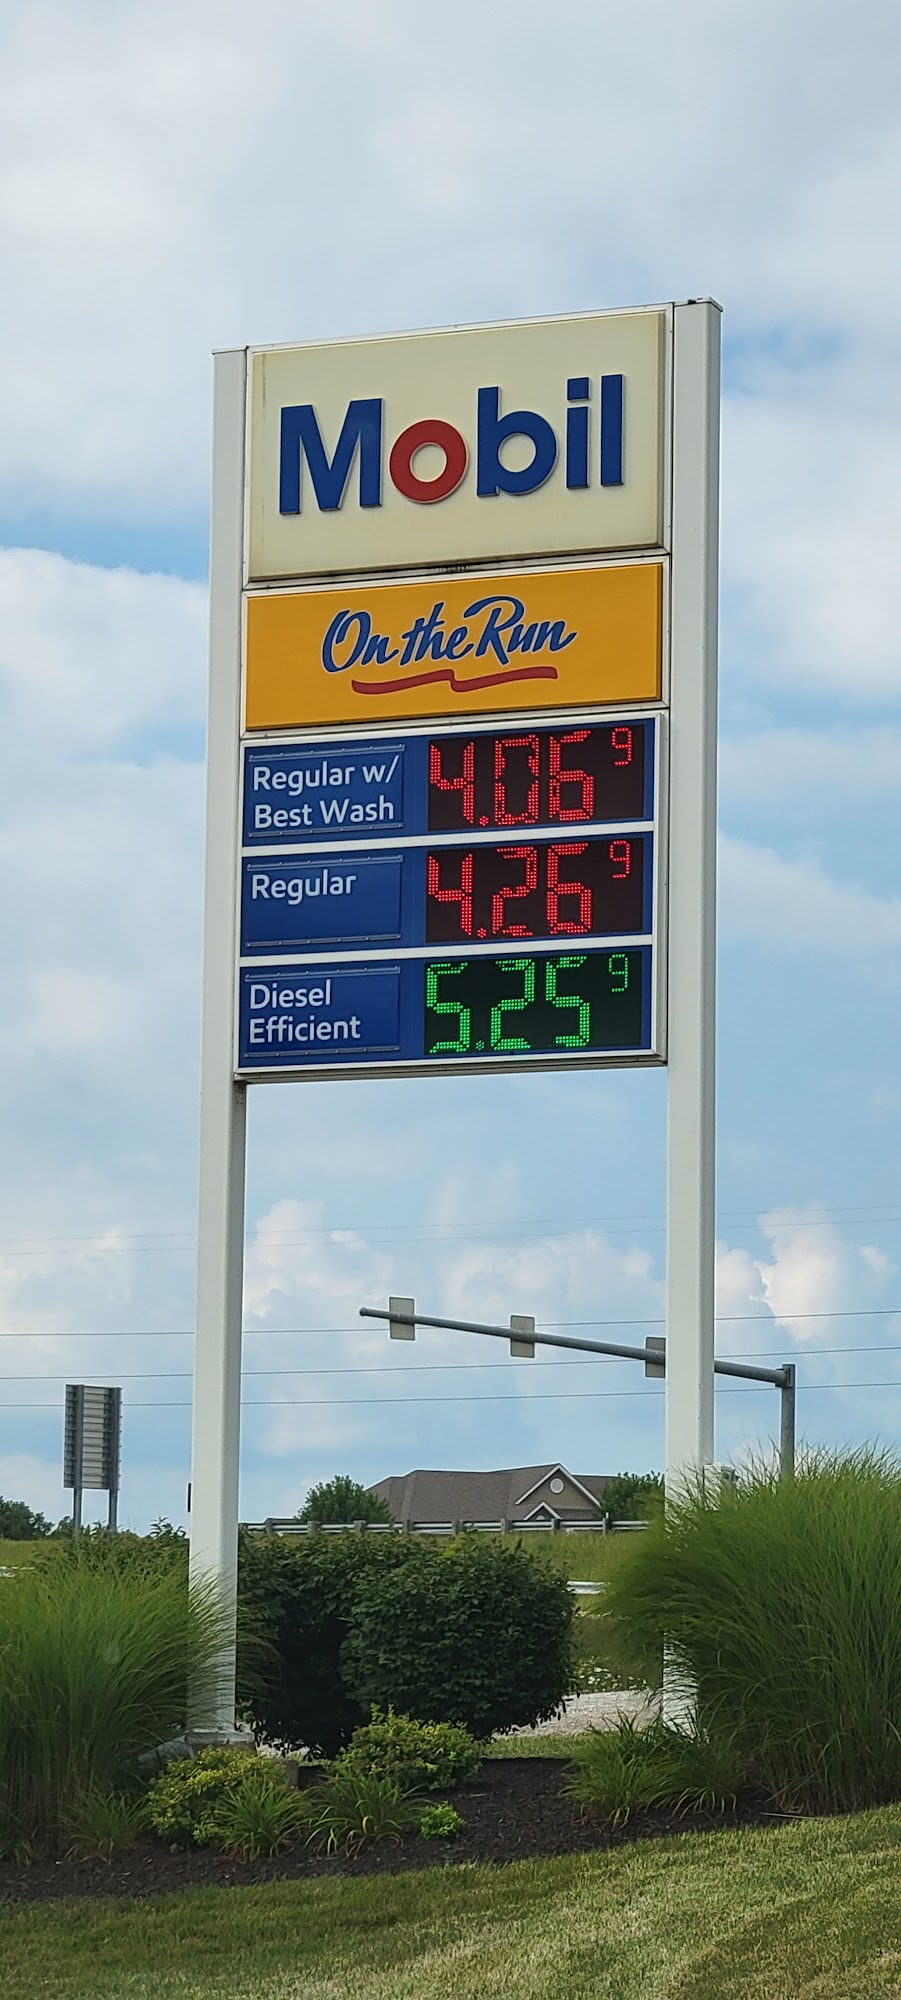 Mobil
On the Run
Regular w/
Best Wash
4.06 9
Regular
4.26 9
Diesel
Efficient
5.25 9